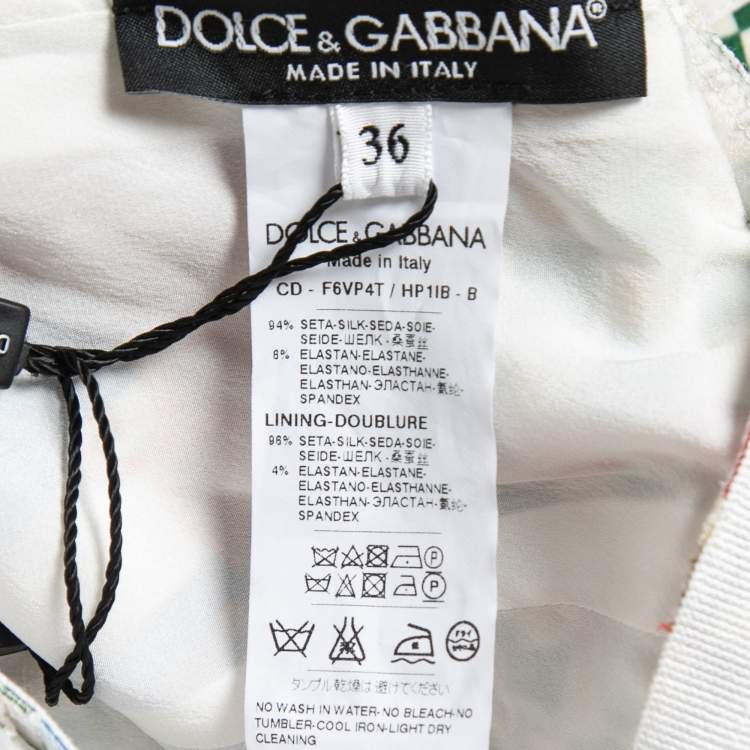 DOLCE & GABBANA®
MADE IN ITALY
36
DOLCE & GABBANA
Made in Italy
CD - F6VP4T / HP1IB - B
94% SETA-SILK-SEDA-SOIE-
SEIDE-ШЕЛК-桑蚕丝
6% ELASTAN-ELASTANE-
ELASTANO-ELASTHANNE-
ELASTHAN-ЭЛАСТАН-氨纶-
SPANDEX
LINING-DOUBLURE
96% SETA-SILK-SEDA-SOIE-
SEIDE-ШЕЛК-桑蚕丝
4% ELASTAN-ELASTANE-
ELASTANO-ELASTHANNE-
ELASTHAN-ЭЛАСТАН-氨纶-
SPANDEX
P
P
ドライ
タンブル乾燥は避けてください
NO WASH IN WATER-NO BLEACH-NO
TUMBLER-COOL IRON-LIGHT DRY
CLEANING